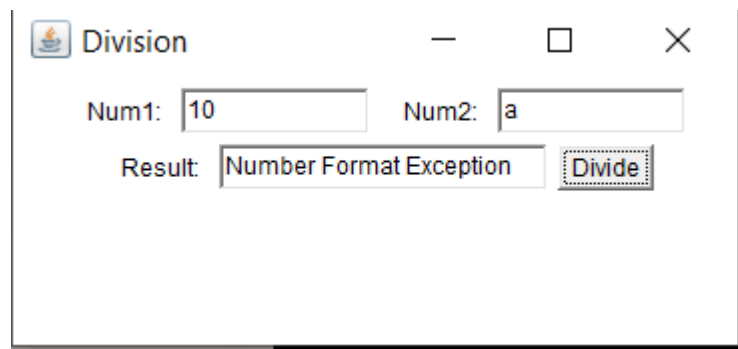 Division
Num1: 10 Num2: a
Result: Number Format Exception Divide